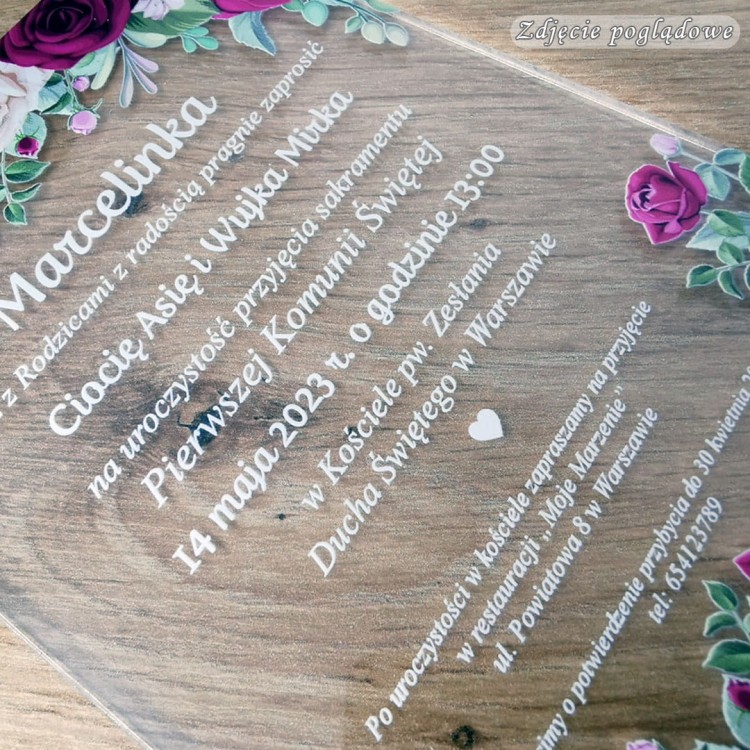 Zdjęcie poglądowe
Marcelinka
z Rodzicami z radością pragnie zaprosić
Ciocię Asię i Wujka Mirka
na uroczystość przyjęcia sakramentu
Pierwszej Komunii Świętej
14 maja 2023 r. o godzinie 13:00
w Kościele pw. Zesłania
Ducha Świętego w Warszawie
Po uroczystości w kościele zapraszamy na przyjęcie
w restauracji ,,Moje Marzenie”
ul. Powiatowa 8 w Warszawie
o potwierdzenie przybycia do 30 kwietnia
tel: 654123789